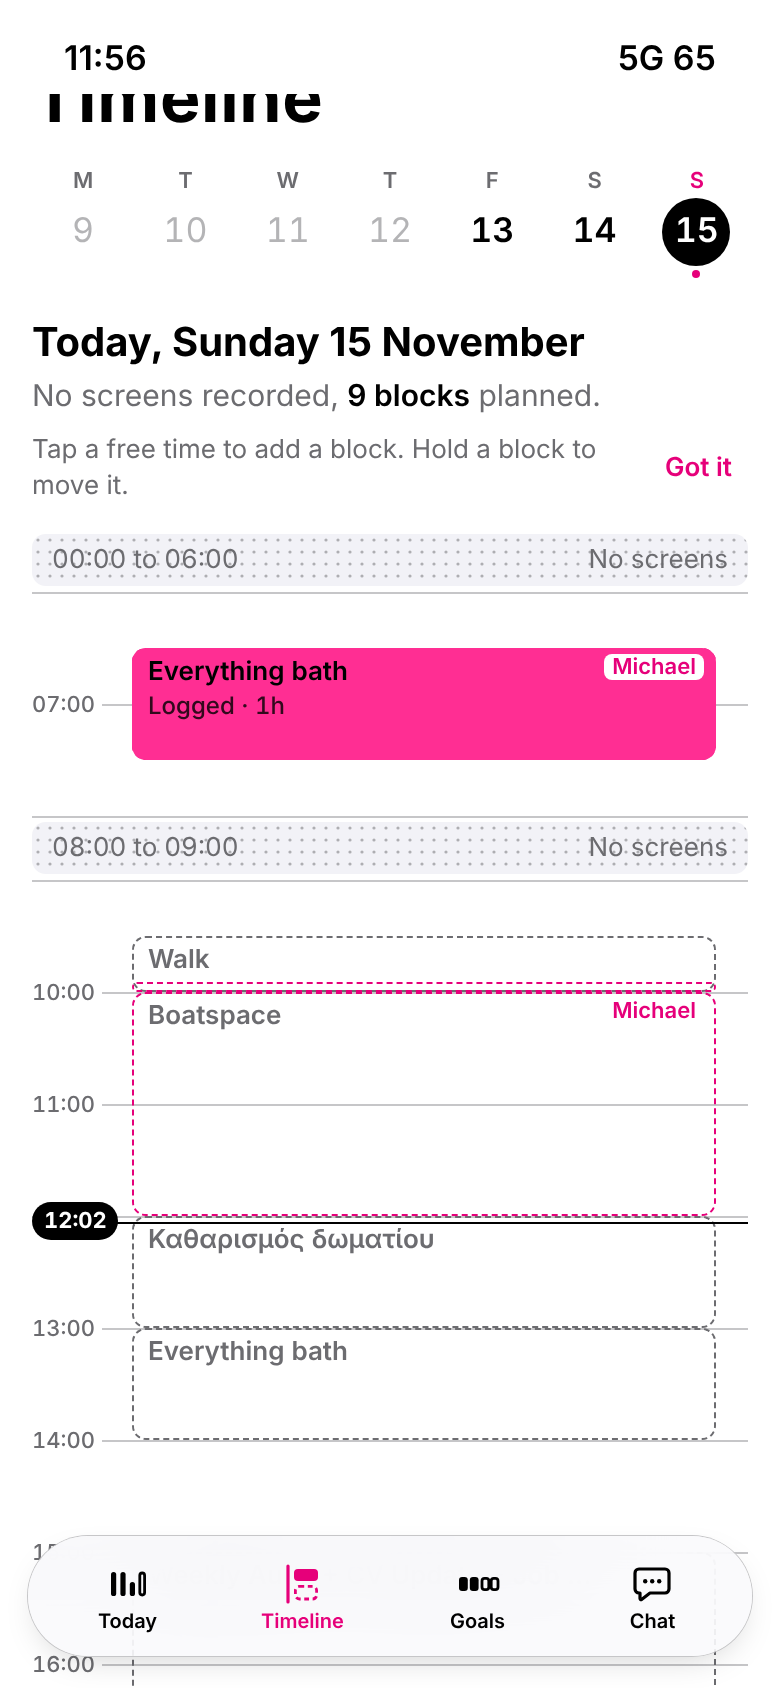 11:56
5G 65
Timeline
M T W T F S S
9 10 11 12 13 14 15
Today, Sunday 15 November
No screens recorded, 9 blocks planned.
Tap a free time to add a block. Hold a block to
move it.
Got it
00:00 to 06:00 No screens
Everything bath Michael
07:00 Logged · 1h
08:00 to 09:00 No screens
Walk
10:00
Boatspace Michael
11:00
12:02
Καθαρισμός δωματίου
13:00
Everything bath
14:00
Today Timeline Goals Chat
16:00